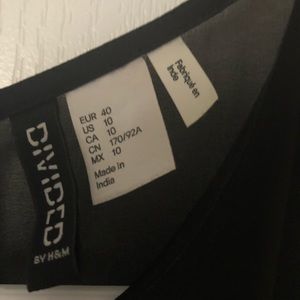 DIVIDED
BY H&M
EUR 40
US 10
CA 10
CN 170/92A
MX 10
Made in
India
Fabriqué en
Inde